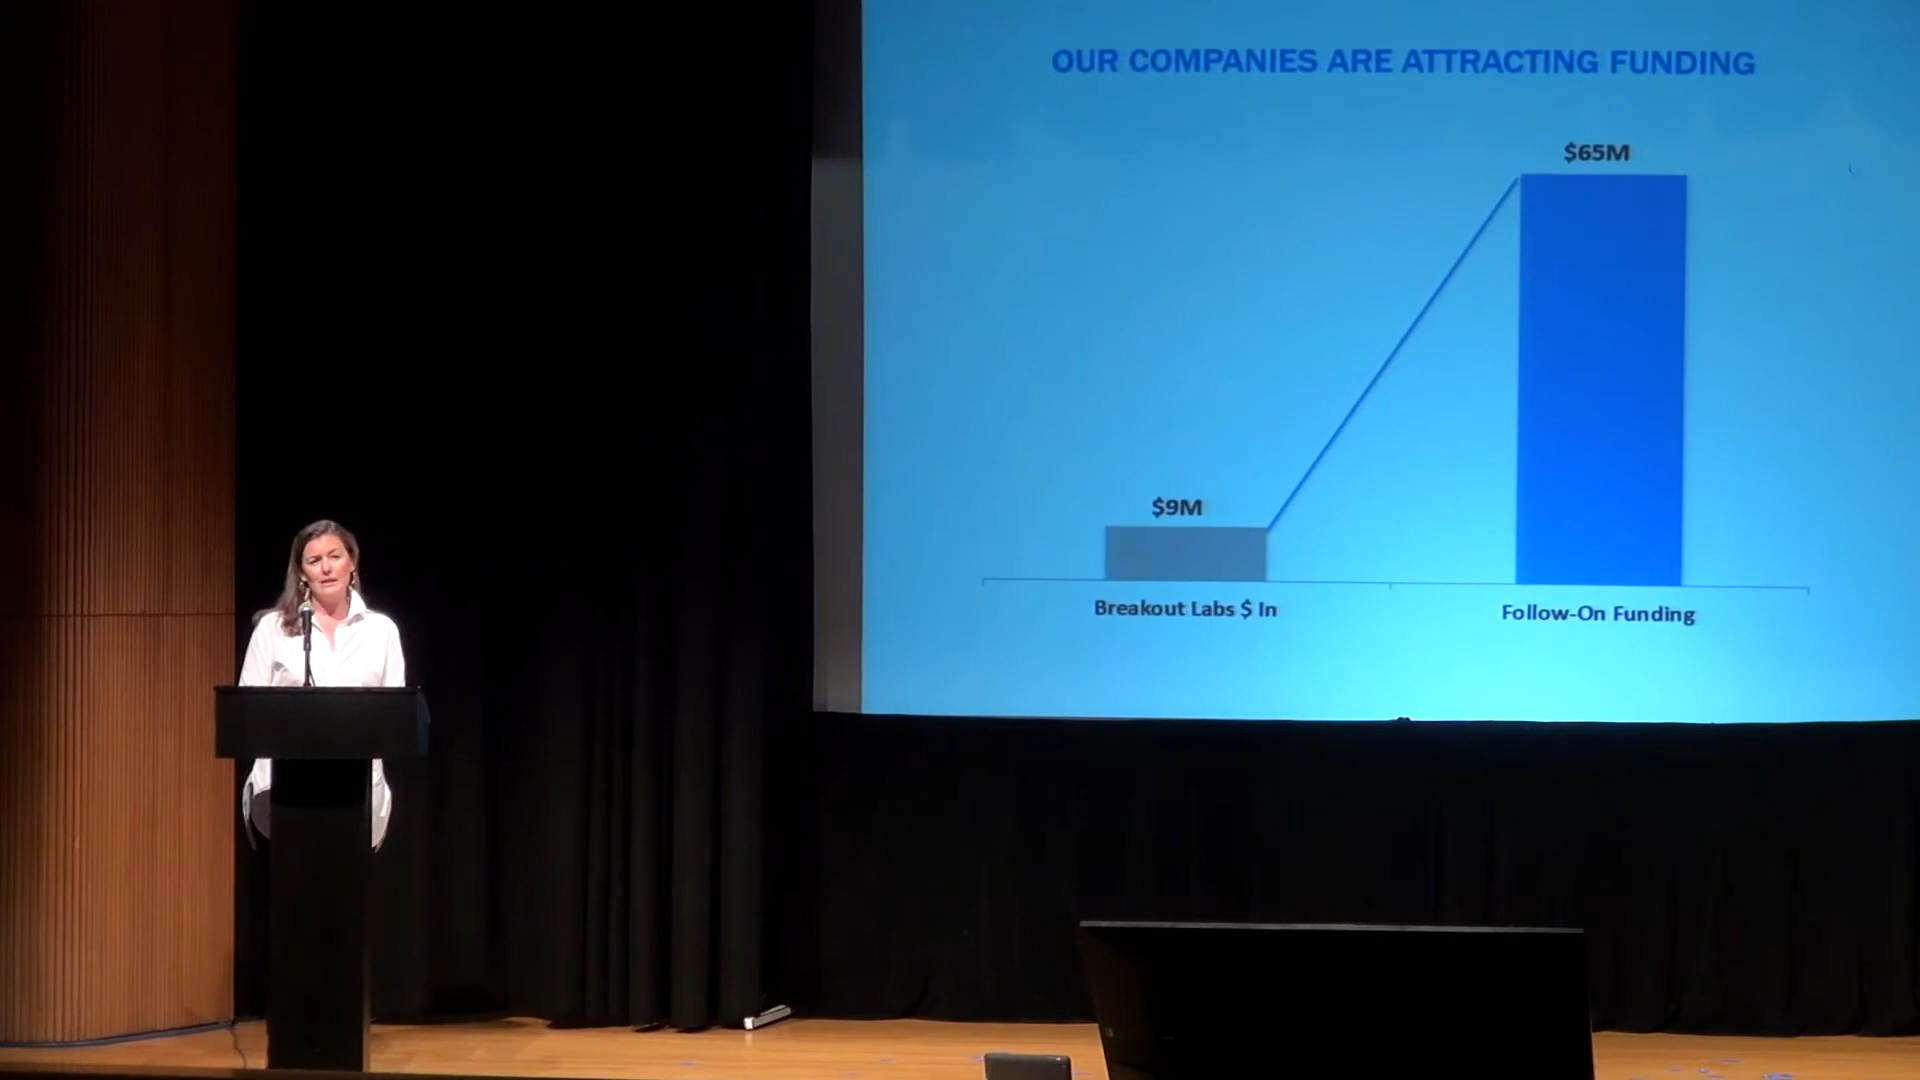 OUR COMPANIES ARE ATTRACTING FUNDING
$65M
$9M
Breakout Labs $ In
Follow-On Funding